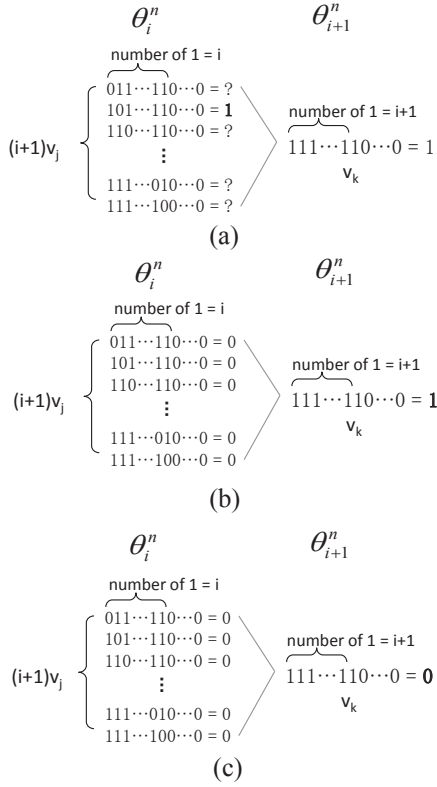 θ_i^n θ_{i+1}^n
number of 1 = i
011···110···0 = ?
101···110···0 = 1
110···110···0 = ?
⋮
111···010···0 = ?
111···100···0 = ?
(i+1)v_j
number of 1 = i+1
111···110···0 = 1
v_k
(a)
θ_i^n θ_{i+1}^n
number of 1 = i
011···110···0 = 0
101···110···0 = 0
110···110···0 = 0
⋮
111···010···0 = 0
111···100···0 = 0
(i+1)v_j
number of 1 = i+1
111···110···0 = 1
v_k
(b)
θ_i^n θ_{i+1}^n
number of 1 = i
011···110···0 = 0
101···110···0 = 0
110···110···0 = 0
⋮
111···010···0 = 0
111···100···0 = 0
(i+1)v_j
number of 1 = i+1
111···110···0 = 0
v_k
(c)